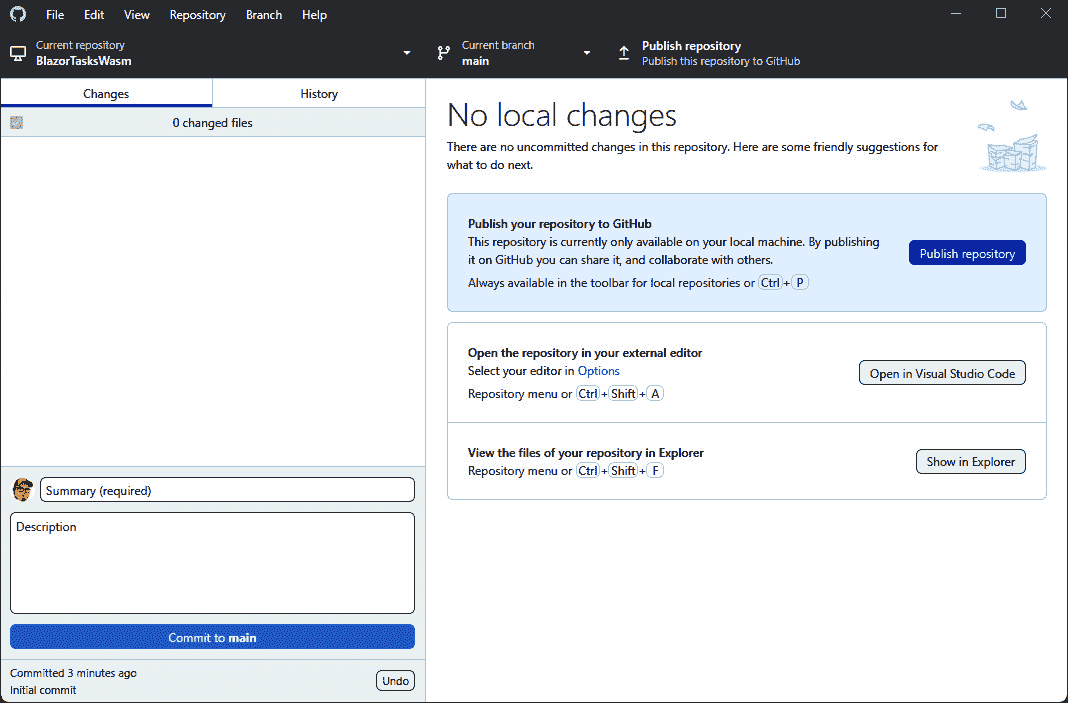 File Edit View Repository Branch Help
Current repository
BlazorTasksWasm
Current branch
main
Publish repository
Publish this repository to GitHub
Changes
History
0 changed files
Summary (required)
Description
Commit to main
Committed 3 minutes ago
Initial commit
Undo
No local changes
There are no uncommitted changes in this repository. Here are some friendly suggestions for
what to do next.
Publish your repository to GitHub
This repository is currently only available on your local machine. By publishing
it on GitHub you can share it, and collaborate with others.
Always available in the toolbar for local repositories or Ctrl + P
Publish repository
Open the repository in your external editor
Select your editor in Options
Repository menu or Ctrl + Shift + A
Open in Visual Studio Code
View the files of your repository in Explorer
Repository menu or Ctrl + Shift + F
Show in Explorer